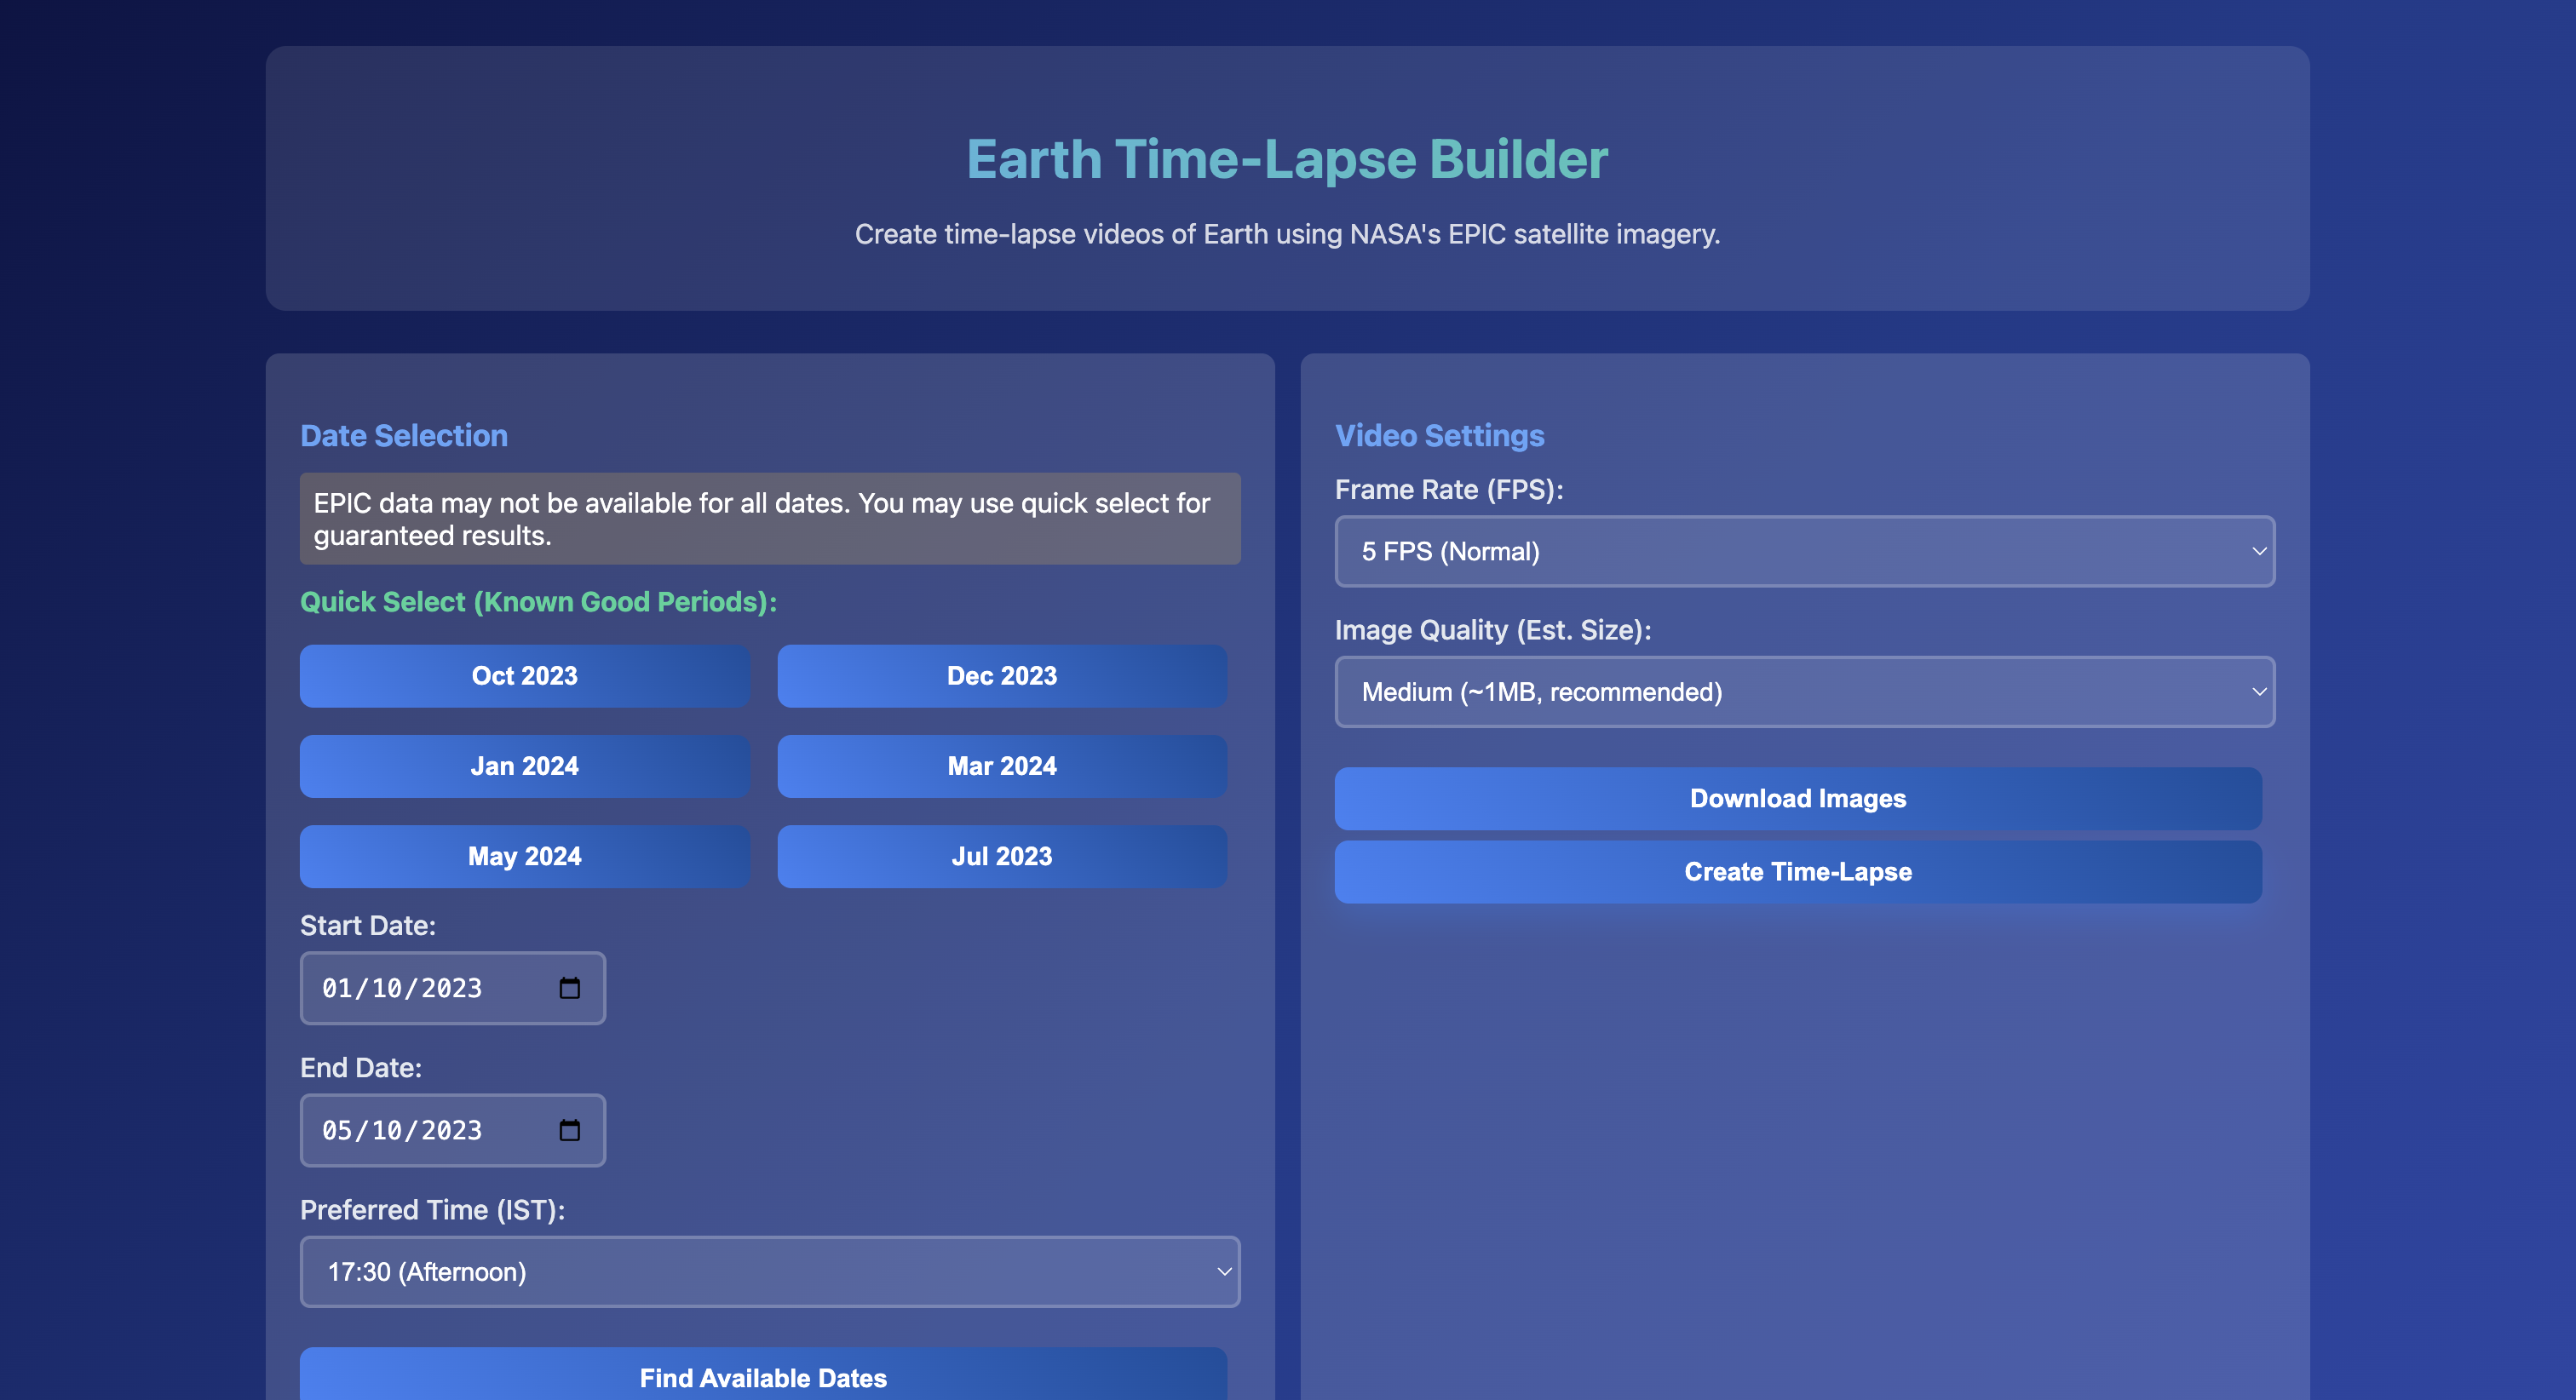 Earth Time-Lapse Builder
Create time-lapse videos of Earth using NASA's EPIC satellite imagery.
Date Selection
EPIC data may not be available for all dates. You may use quick select for
guaranteed results.
Quick Select (Known Good Periods):
Oct 2023
Dec 2023
Jan 2024
Mar 2024
May 2024
Jul 2023
Start Date:
01/10/2023
End Date:
05/10/2023
Preferred Time (IST):
17:30 (Afternoon)
Find Available Dates
Video Settings
Frame Rate (FPS):
5 FPS (Normal)
Image Quality (Est. Size):
Medium (~1MB, recommended)
Download Images
Create Time-Lapse